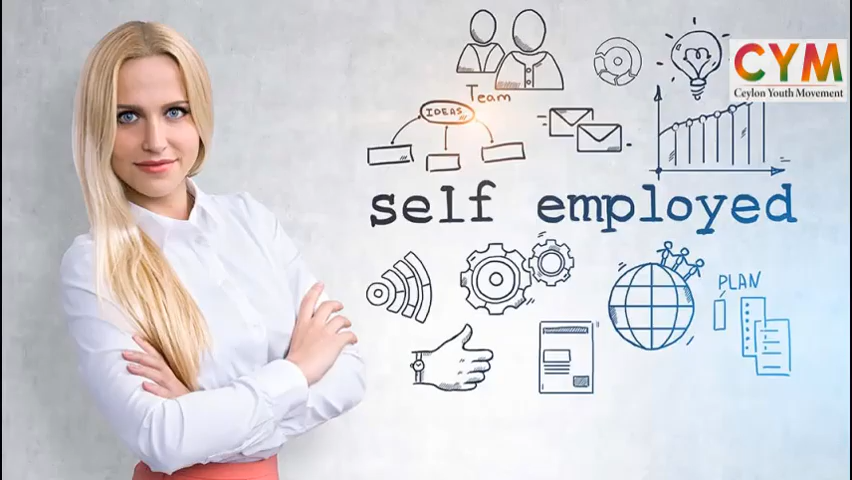 CYM
Ceylon Youth Movement
Team
IDEAS
self employed
PLAN